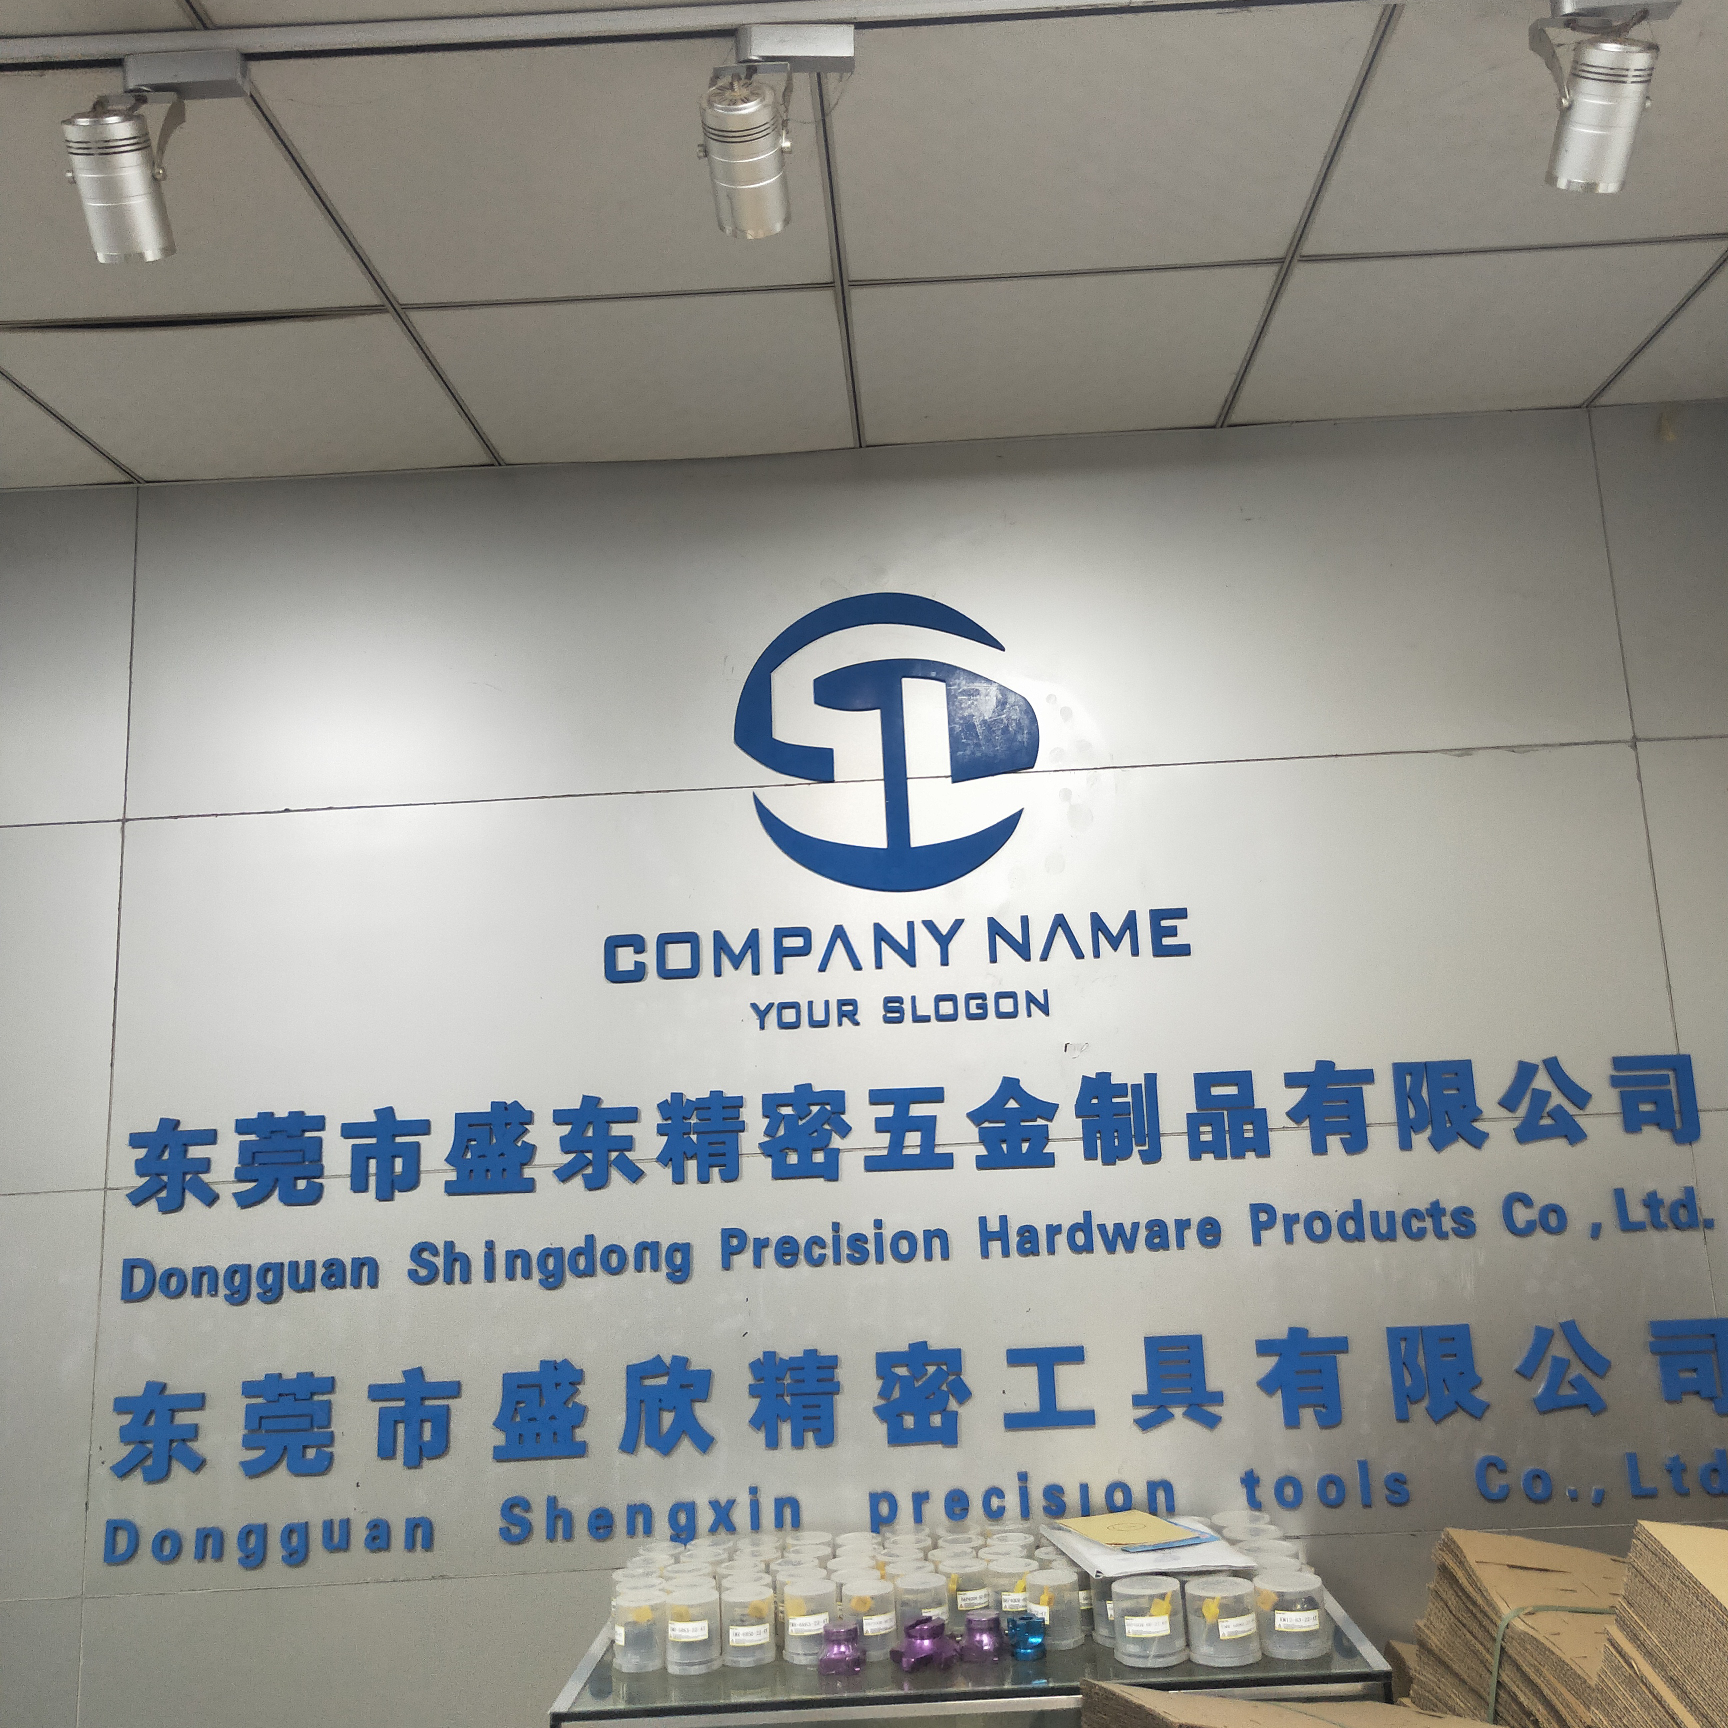 COMPANY NAME
YOUR SLOGON
东莞市盛东精密五金制品有限公司
Dongguan Shingdong Precision Hardware Products Co ,Ltd.
东莞市盛欣精密工具有限公司
Dongguan Shengxin precision tools Co.,Ltd